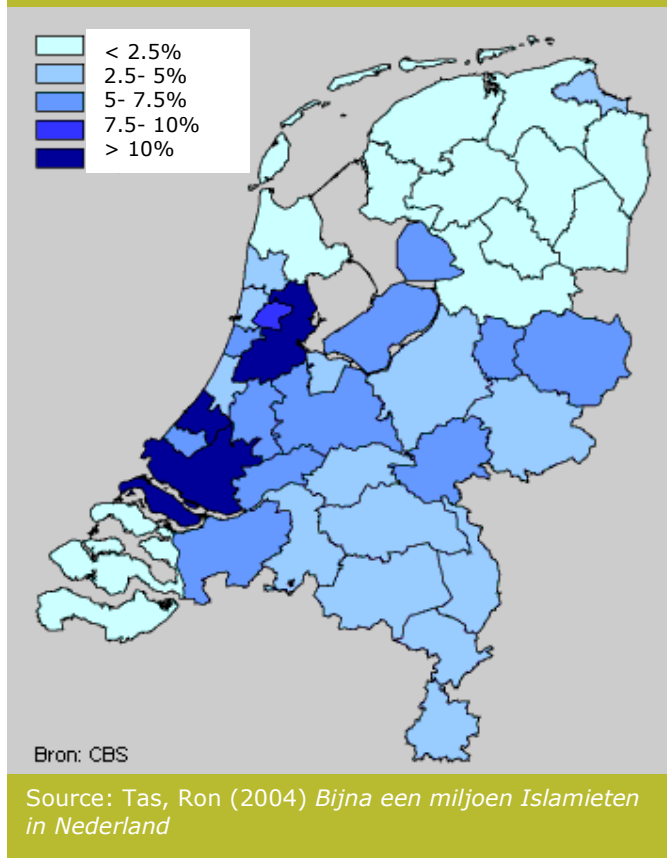 < 2.5%
2.5- 5%
5- 7.5%
7.5- 10%
> 10%
Bron: CBS
Source: Tas, Ron (2004) Bijna een miljoen Islamieten
in Nederland